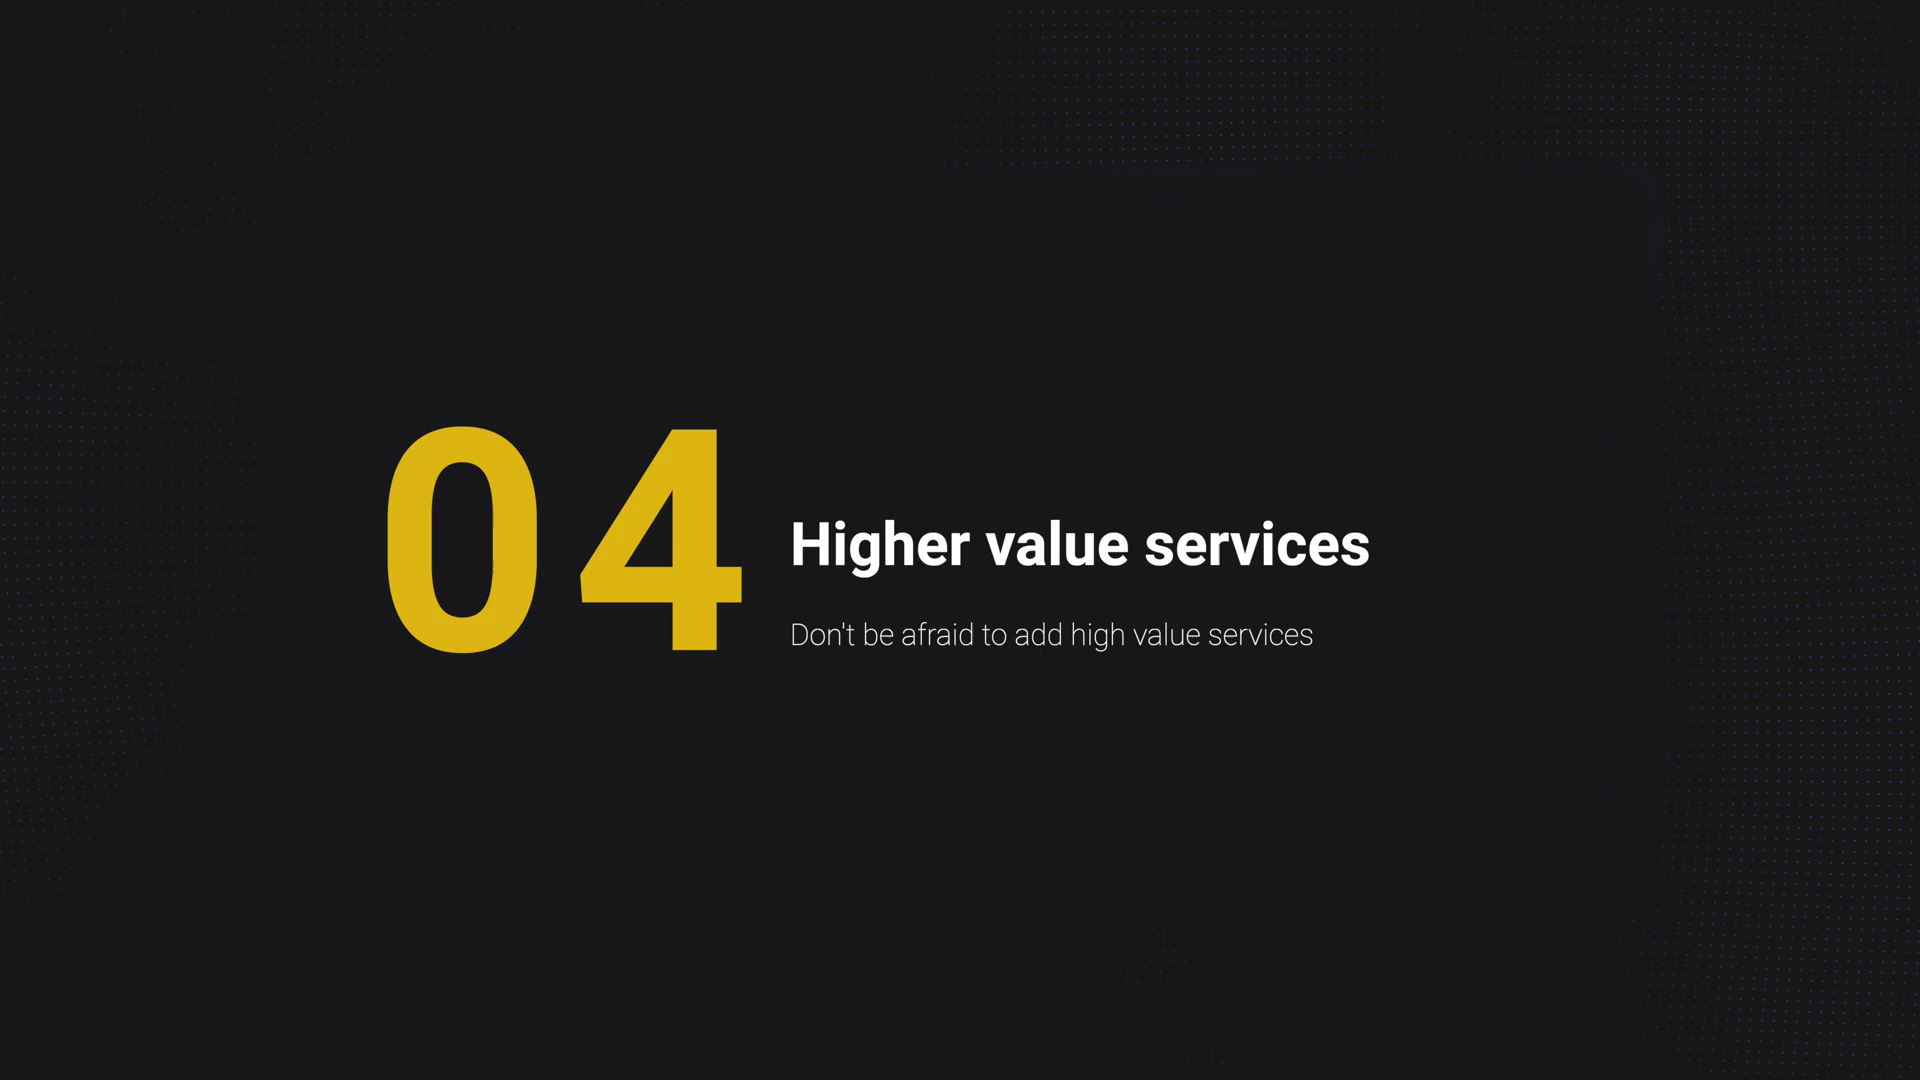 04
Higher value services
Don't be afraid to add high value services